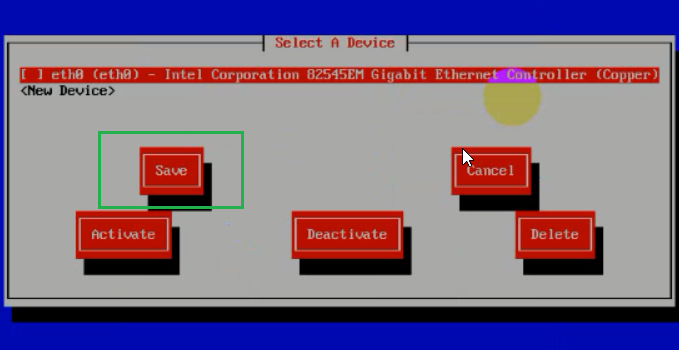 Select A Device
[ ] eth0 (eth0) - Intel Corporation 82545EM Gigabit Ethernet Controller (Copper)
<New Device>
Save
Cancel
Activate
Deactivate
Delete